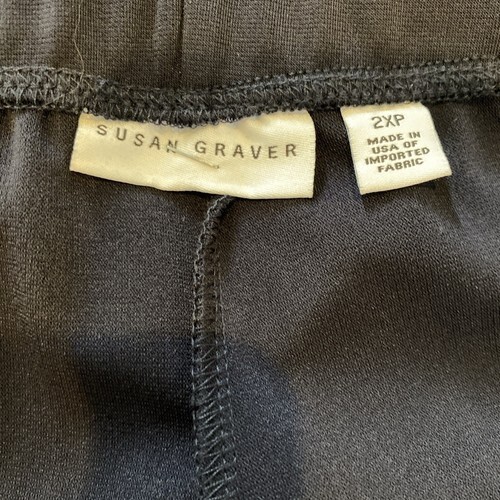 SUSAN GRAVER
2XP
MADE IN
USA OF
IMPORTED
FABRIC